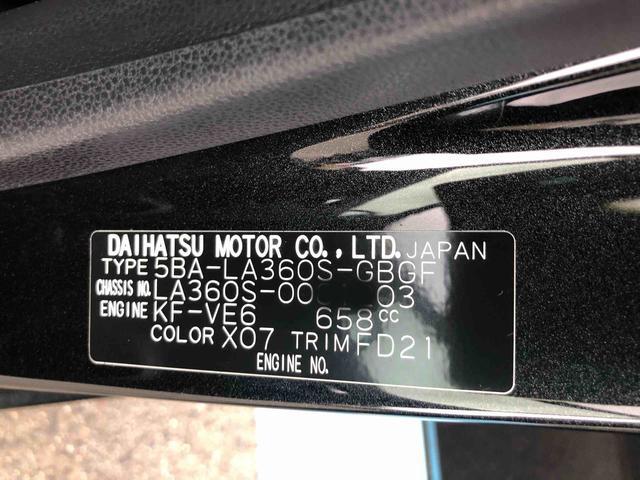 DAIHATSU MOTOR CO., LTD. JAPAN
TYPE 5BA-LA360S-GBGF
CHASSIS NO. LA360S-00 03
ENGINE KF-VE6 658cc
COLOR X07 TRIM FD21
ENGINE NO.